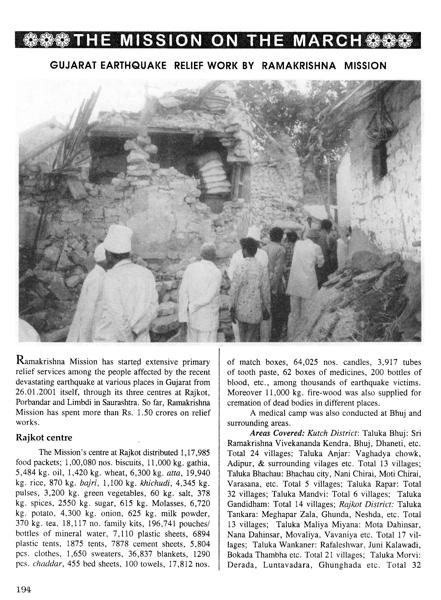 THE MISSION ON THE MARCH
GUJARAT EARTHQUAKE RELIEF WORK BY RAMAKRISHNA MISSION
Ramakrishna Mission has started extensive primary
relief services among the people affected by the recent
devastating earthquake at various places in Gujarat from
26.01.2001 itself, through its three centres at Rajkot,
Porbandar and Limbdi in Saurashtra. So far, Ramakrishna
Mission has spent more than Rs. 1.50 crores on relief
works.
Rajkot centre
The Mission's centre at Rajkot distributed 1,17,985
food packets; 1,00,080 nos. biscuits, 11,000 kg. gathia,
5,484 kg. oil, 1,420 kg. wheat, 6,300 kg. atta, 19,940
kg. rice, 870 kg. bajri, 1,100 kg. khichudi, 4,345 kg.
pulses, 3,200 kg. green vegetables, 60 kg. salt, 378
kg. spices, 2550 kg. sugar, 615 kg. Molasses, 6,720
kg. potato, 4,300 kg. onion, 625 kg. milk powder,
370 kg. tea, 18,117 no. family kits, 196,741 pouches/
bottles of mineral water, 7,110 plastic sheets, 6894
plastic tents, 1875 tents, 7878 cement sheets, 5,804
pcs. clothes, 1,650 sweaters, 36,837 blankets, 1290
pcs. chaddar, 455 bed sheets, 100 towels, 17,812 nos.
of match boxes, 64,025 nos. candles, 3,917 tubes
of tooth paste, 62 boxes of medicines, 200 bottles of
blood, etc., among thousands of earthquake victims.
Moreover 11,000 kg. fire-wood was also supplied for
cremation of dead bodies in different places.
A medical camp was also conducted at Bhuj and
surrounding areas.
Areas Covered: Kutch District: Taluka Bhuj: Sri
Ramakrishna Vivekananda Kendra, Bhuj, Dhaneti, etc.
Total 24 villages; Taluka Anjar: Vaghadya chowk,
Adipur, & surrounding vilages etc. Total 13 villages;
Taluka Bhachau: Bhachau city, Nani Chirai, Moti Chirai,
Varasana, etc. Total 5 villages; Taluka Rapar: Total
32 villages; Taluka Mandvi: Total 6 villages; Taluka
Gandidham: Total 14 villages; Rajkot District: Taluka
Tankara: Meghapar Zala, Ghunda, Neshda, etc. Total
13 villages; Taluka Maliya Miyana: Mota Dahinsar,
Nana Dahinsar, Movaliya, Vavaniya etc. Total 17 vil-
lages; Taluka Wankaner: Rafaleshwar, Juni Kalawadi,
Bokada Thambha etc. Total 21 villages; Taluka Morvi:
Derada, Luntavadara, Ghunghada etc. Total 32
194